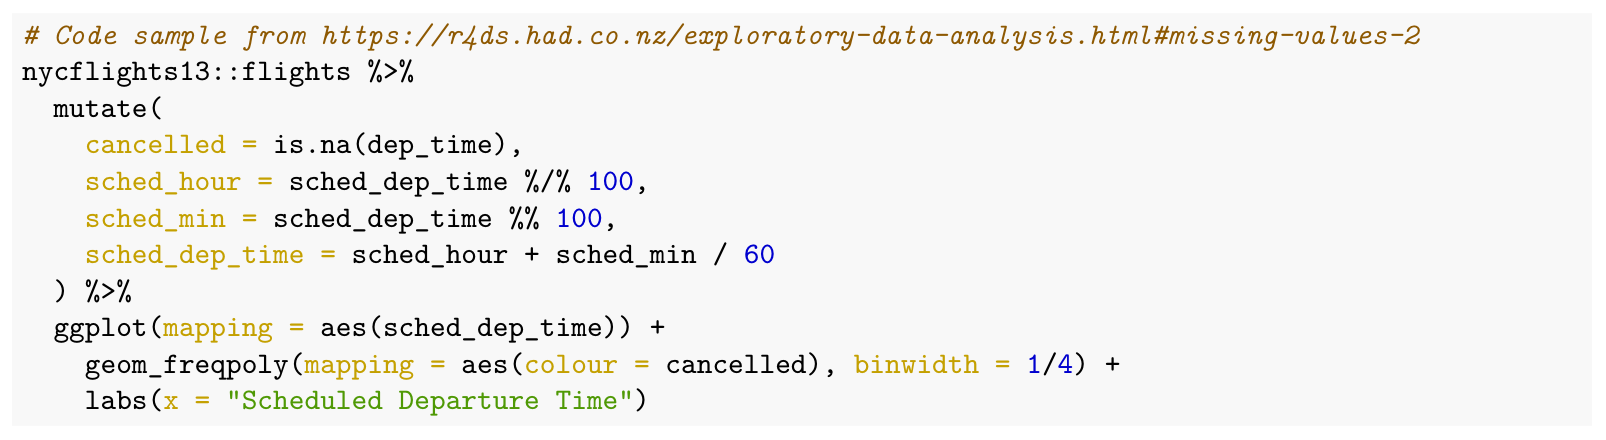 # Code sample from https://r4ds.had.co.nz/exploratory-data-analysis.html#missing-values-2
nycflights13::flights %>%
  mutate(
    cancelled = is.na(dep_time),
    sched_hour = sched_dep_time %/% 100,
    sched_min = sched_dep_time %% 100,
    sched_dep_time = sched_hour + sched_min / 60
  ) %>%
  ggplot(mapping = aes(sched_dep_time)) +
    geom_freqpoly(mapping = aes(colour = cancelled), binwidth = 1/4) +
    labs(x = "Scheduled Departure Time")